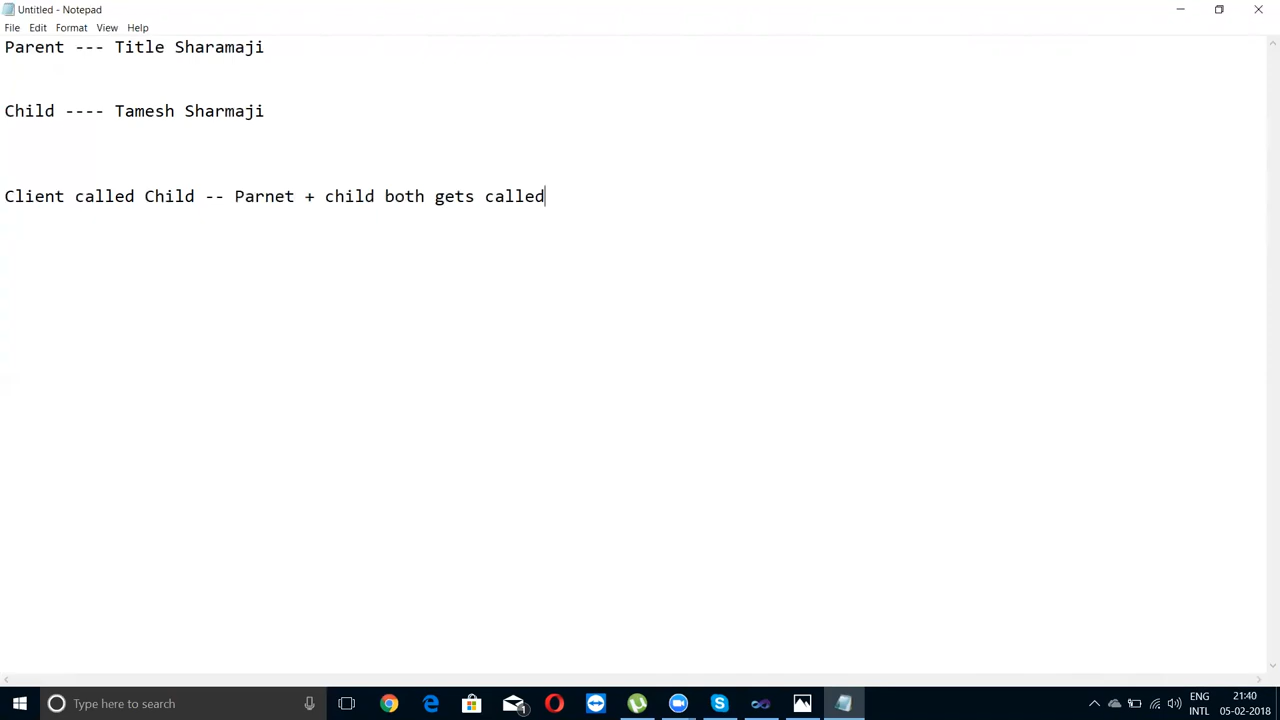 Untitled - Notepad
File Edit Format View Help
Parent --- Title Sharamaji
Child ---- Tamesh Sharmaji
Client called Child -- Parnet + child both gets called
Type here to search
1
ENG
INTL
21:40
05-02-2018